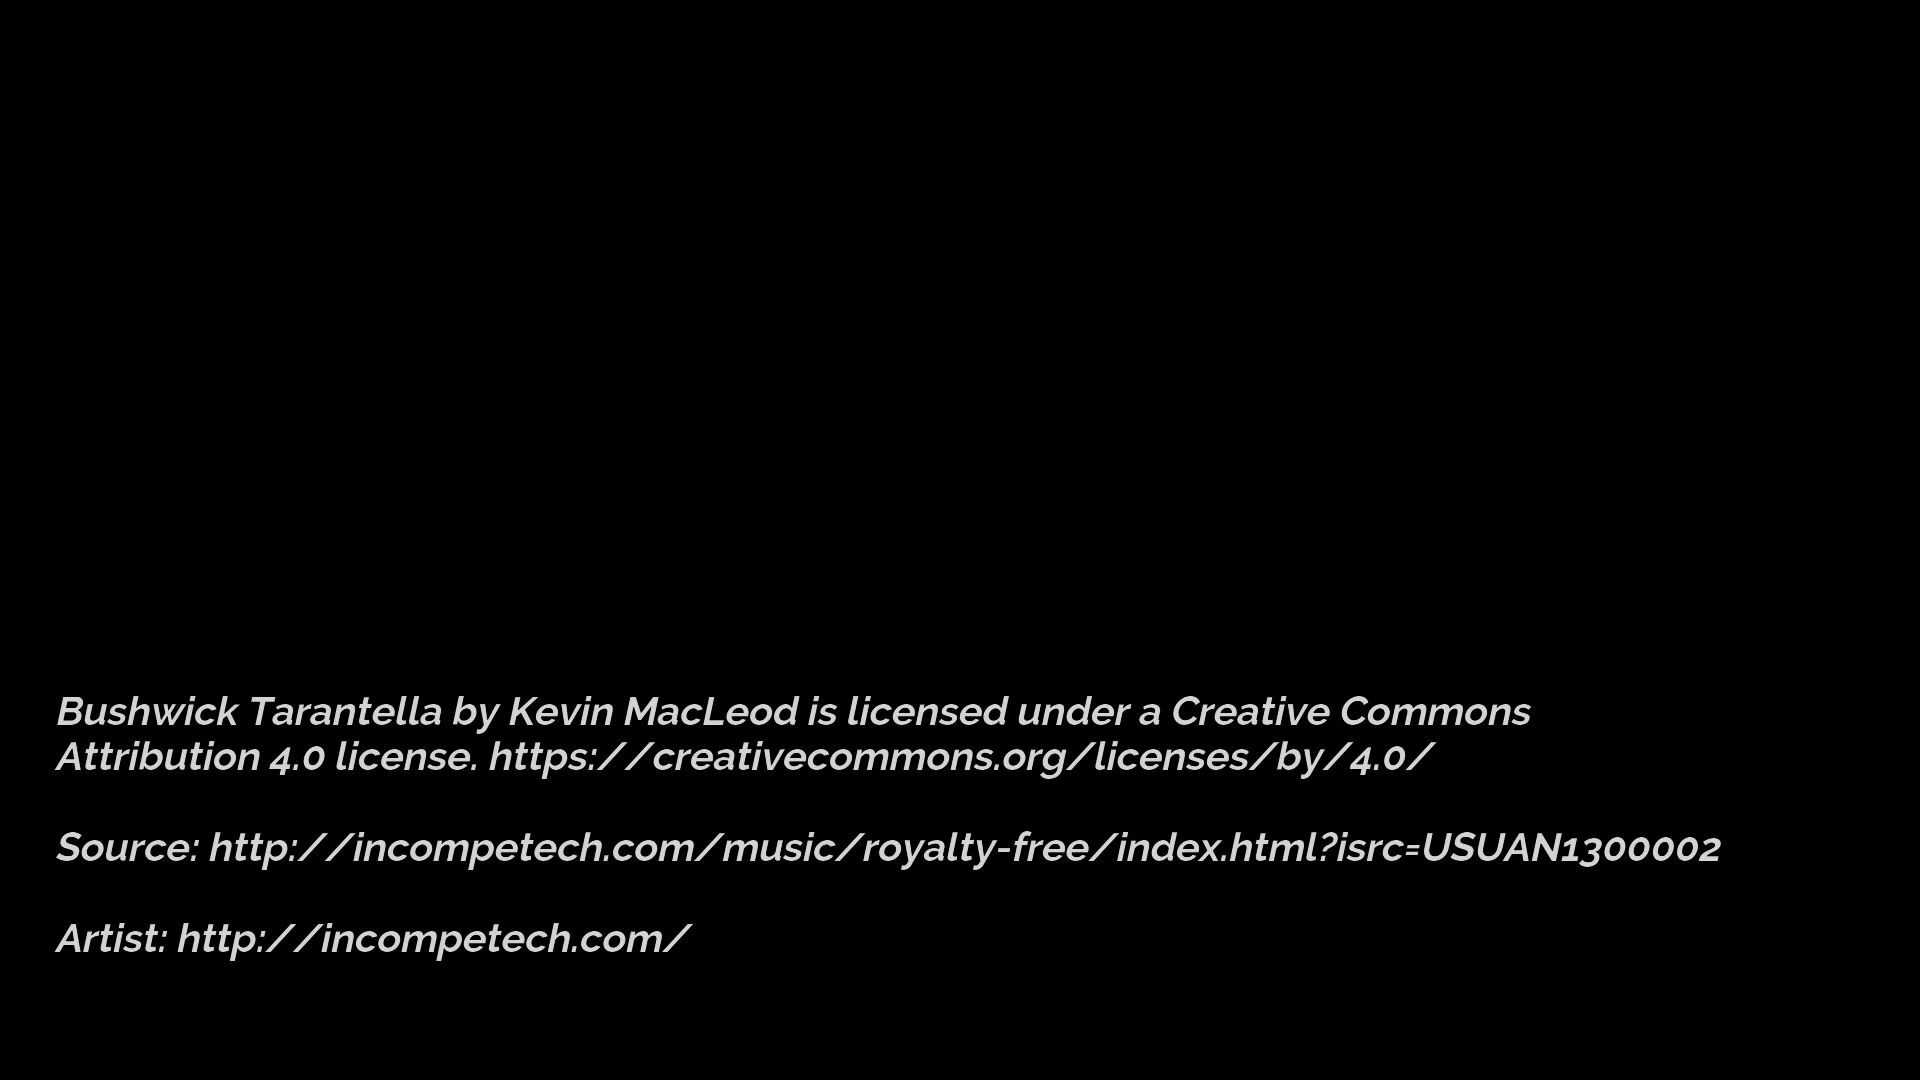 Bushwick Tarantella by Kevin MacLeod is licensed under a Creative Commons
Attribution 4.0 license. https://creativecommons.org/licenses/by/4.0/
Source: http://incompetech.com/music/royalty-free/index.html?isrc=USUAN1300002
Artist: http://incompetech.com/